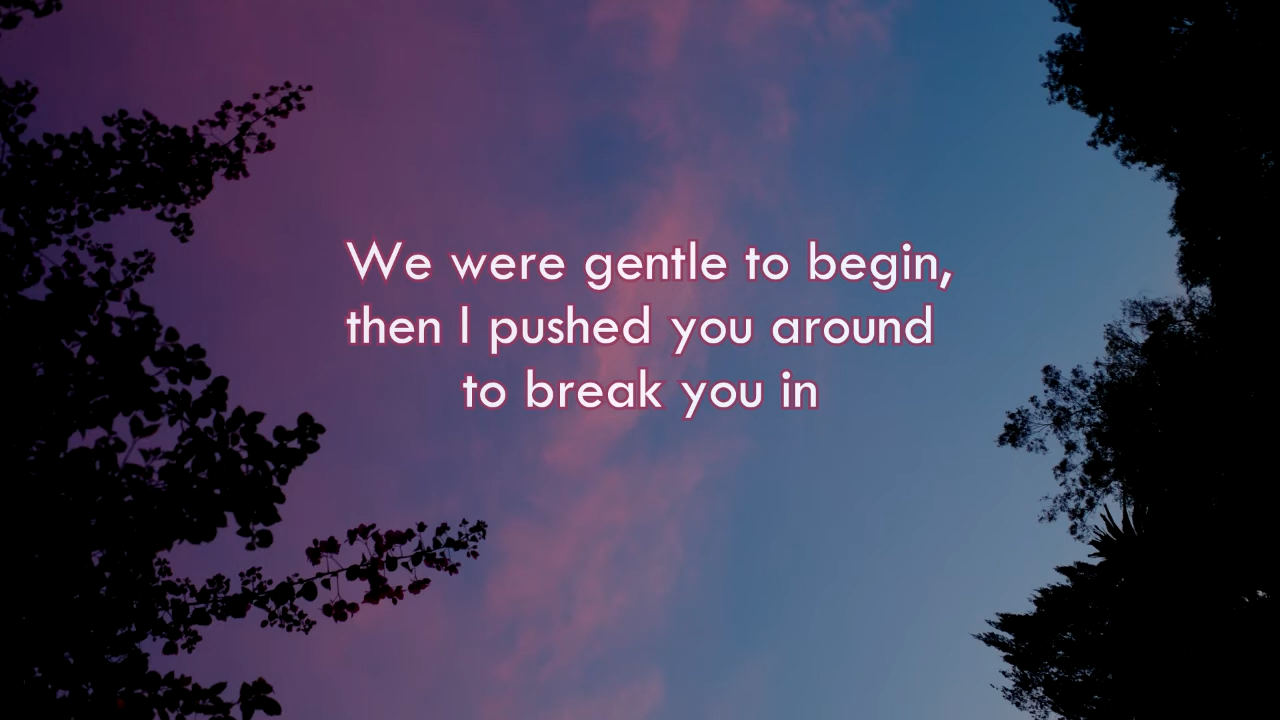 We were gentle to begin,
then I pushed you around
to break you in